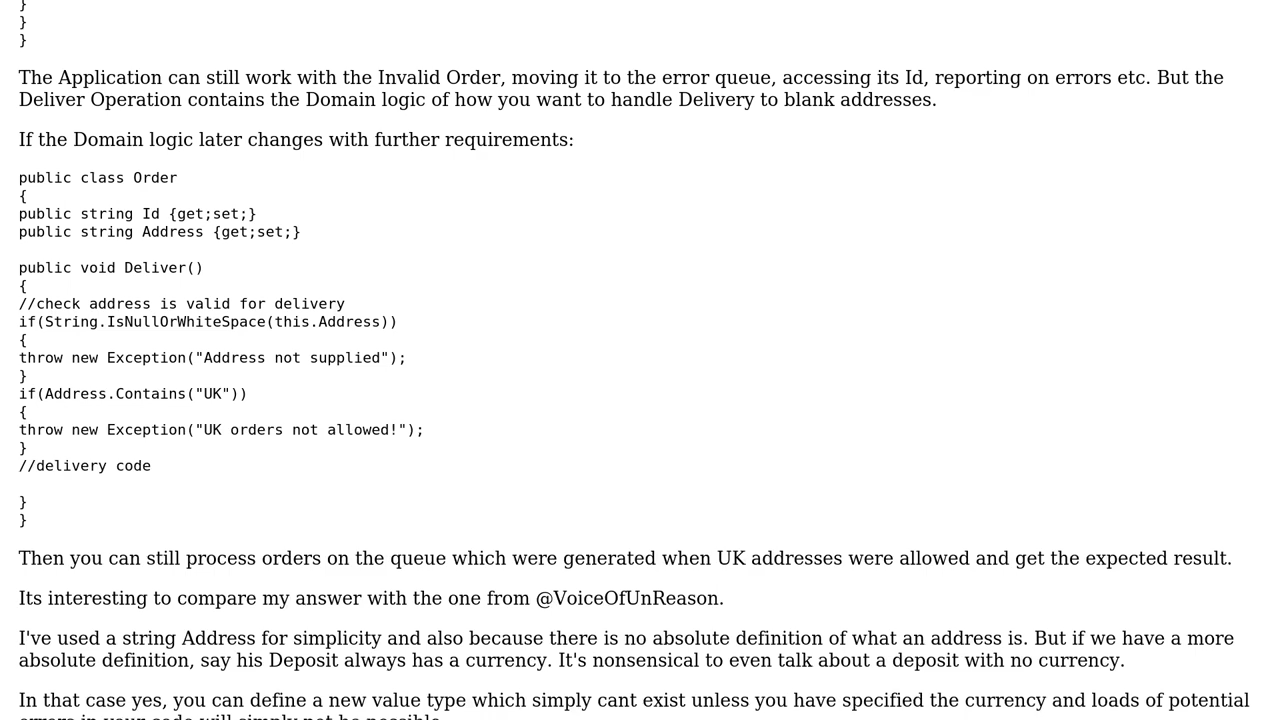 }
}
}
The Application can still work with the Invalid Order, moving it to the error queue, accessing its Id, reporting on errors etc. But the
Deliver Operation contains the Domain logic of how you want to handle Delivery to blank addresses.
If the Domain logic later changes with further requirements:
public class Order
{
public string Id {get;set;}
public string Address {get;set;}
public void Deliver()
{
//check address is valid for delivery
if(String.IsNullOrWhiteSpace(this.Address))
{
throw new Exception("Address not supplied");
}
if(Address.Contains("UK"))
{
throw new Exception("UK orders not allowed!");
}
//delivery code
}
}
Then you can still process orders on the queue which were generated when UK addresses were allowed and get the expected result.
Its interesting to compare my answer with the one from @VoiceOfUnReason.
I've used a string Address for simplicity and also because there is no absolute definition of what an address is. But if we have a more
absolute definition, say his Deposit always has a currency. It's nonsensical to even talk about a deposit with no currency.
In that case yes, you can define a new value type which simply cant exist unless you have specified the currency and loads of potential
errors in your code will simply not be possible.